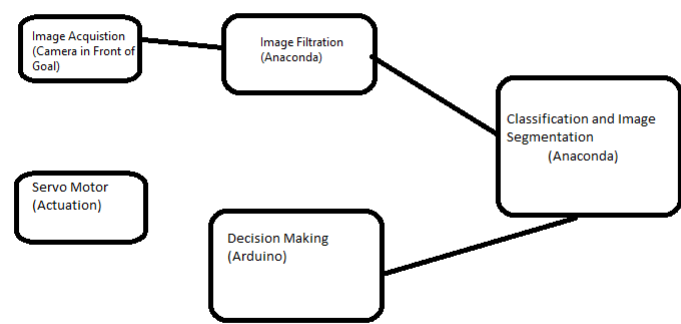 Image Acquistion
(Camera in Front of
Goal)
Image Filtration
(Anaconda)
Classification and Image
Segmentation
(Anaconda)
Servo Motor
(Actuation)
Decision Making
(Arduino)